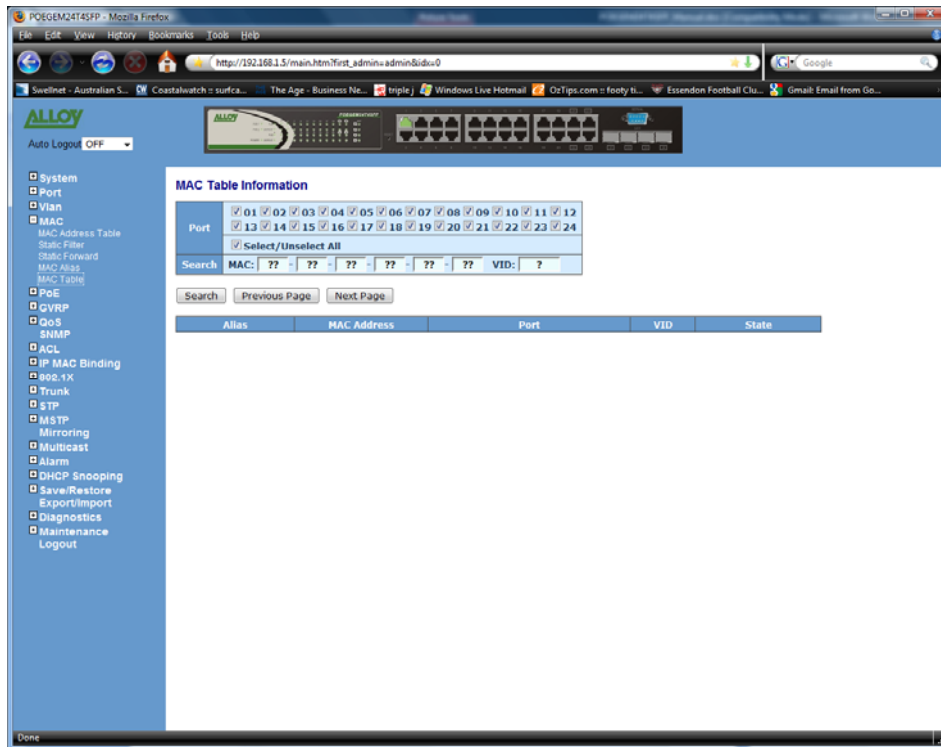 POEGEM24T4SFP - Mozilla Firefox
File Edit View History Bookmarks Tools Help
http://192.168.1.5/main.htm?first_admin=admin&idx=0
Google
Swellnet - Australian S... Coastalwatch :: surfca... The Age - Business Ne... triple j Windows Live Hotmail OzTips.com :: footy ti... Essendon Football Clu... Gmail: Email from Go...
ALLOY
ALLOY
Auto Logout OFF
System
Port
Vlan
MAC
MAC Address Table
Static Filter
Static Forward
MAC Alias
MAC Table
PoE
GVRP
QoS
SNMP
ACL
IP MAC Binding
802.1X
Trunk
STP
MSTP
Mirroring
Multicast
Alarm
DHCP Snooping
Save/Restore
Export/Import
Diagnostics
Maintenance
Logout
MAC Table Information
Port
01 02 03 04 05 06 07 08 09 10 11 12
13 14 15 16 17 18 19 20 21 22 23 24
Select/Unselect All
Search MAC: ?? - ?? - ?? - ?? - ?? - ?? VID: ?
Search Previous Page Next Page
Alias MAC Address Port VID State
Done